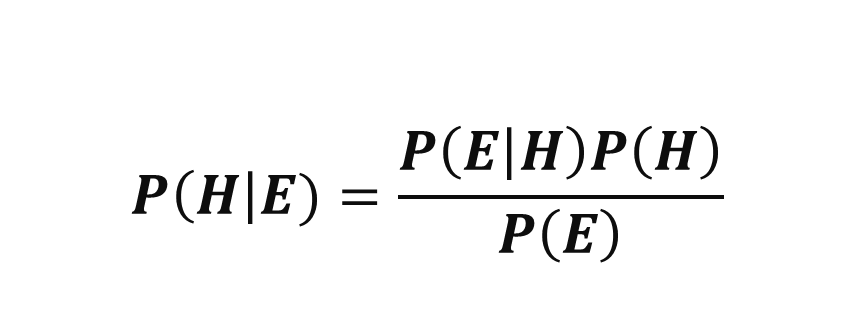 P(H|E) = P(E|H)P(H) / P(E)